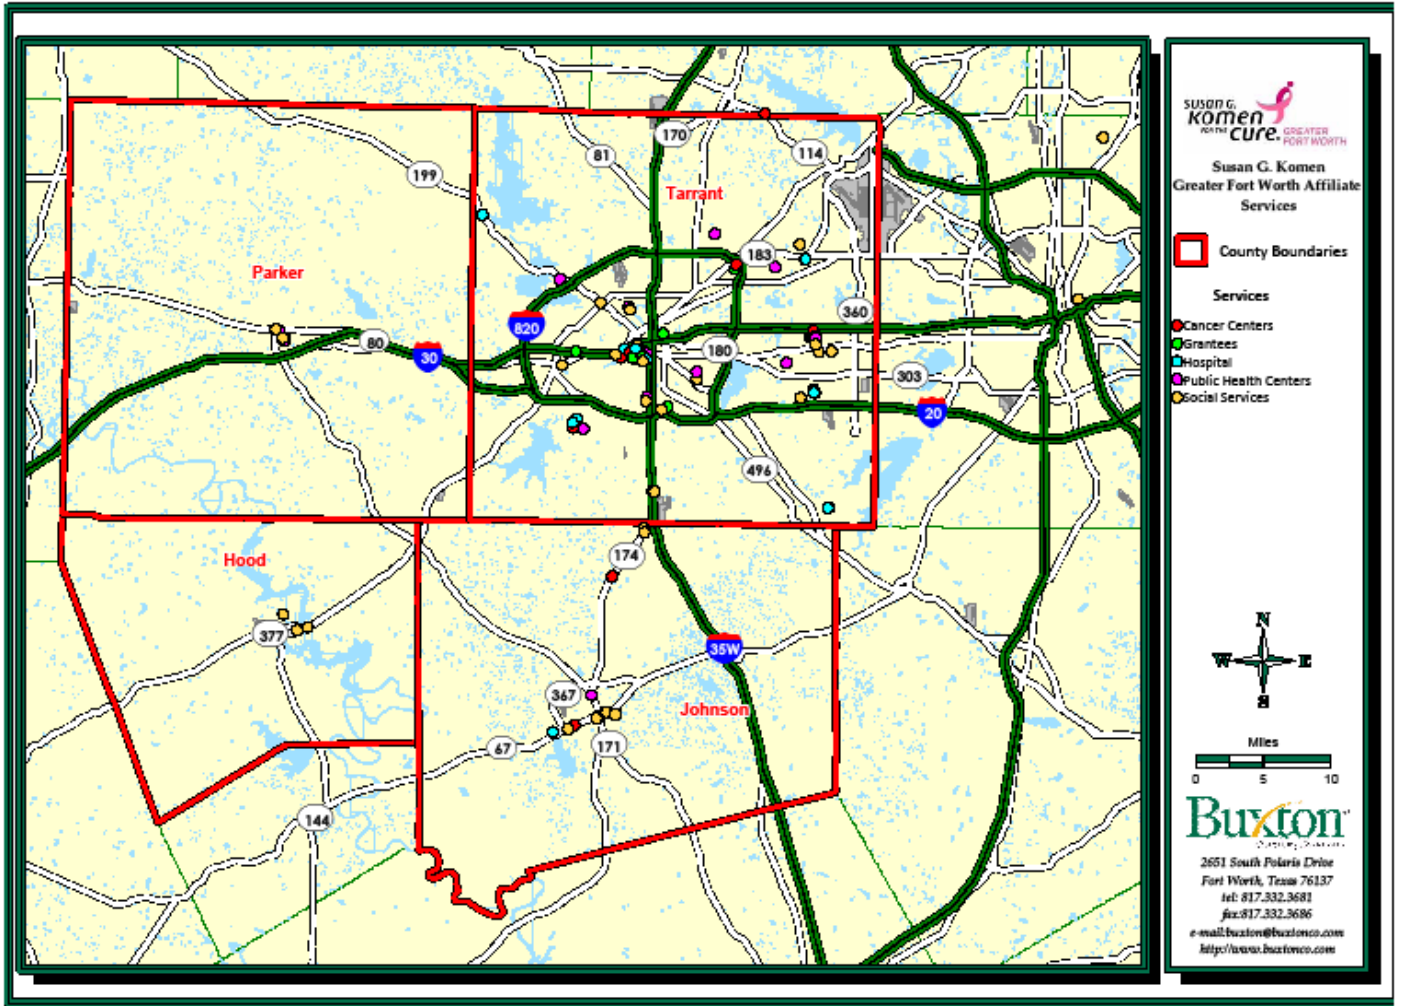 170
81
114
199
Tarrant
183
Parker
820
360
80
30
180
303
20
496
Hood
174
377
35W
367
Johnson
67
171
144
susan g.
komen
FOR THE
cure.
GREATER
FORT WORTH
Susan G. Komen
Greater Fort Worth Affiliate
Services
County Boundaries
Services
Cancer Centers
Grantees
Hospital
Public Health Centers
Social Services
N
W
E
S
Miles
0 5 10
Buxton
2651 South Polaris Drive
Fort Worth, Texas 76137
tel: 817.332.3681
fax:817.332.3686
e-mail:buxton@buxtonco.com
http://www.buxtonco.com